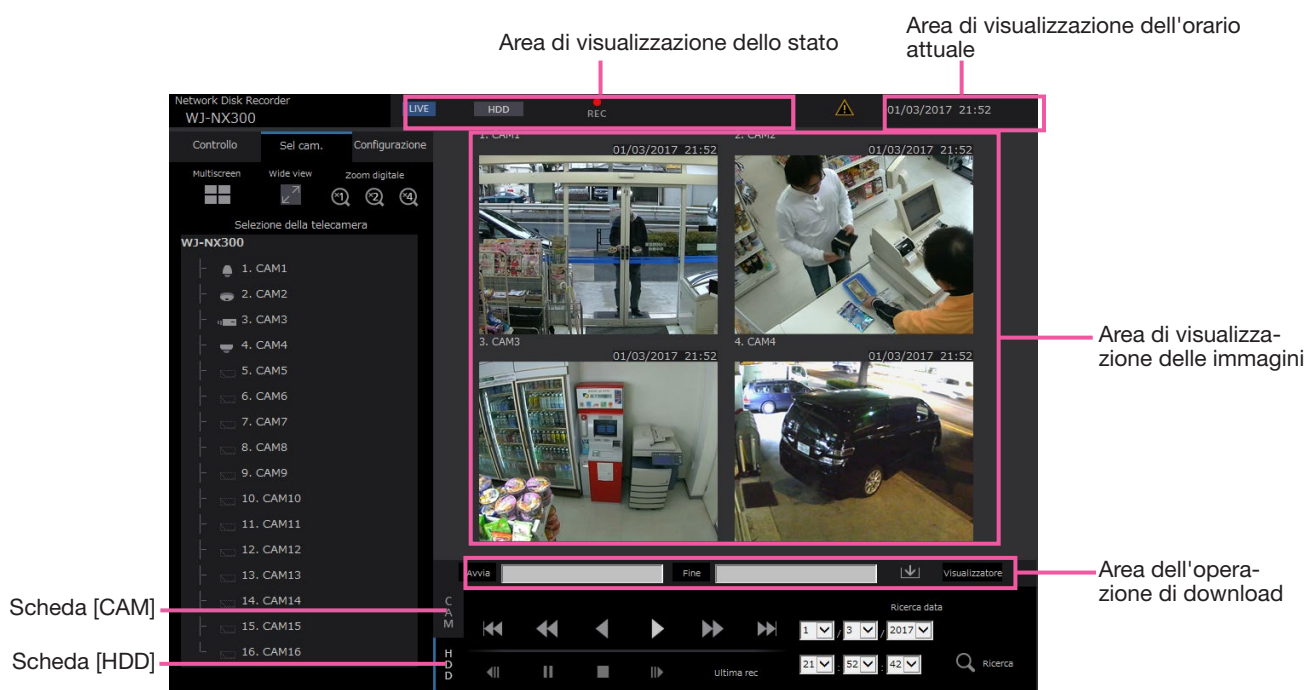 Area di visualizzazione dello stato
Area di visualizzazione dell'orario
attuale
Network Disk Recorder
WJ-NX300
LIVE
HDD
REC
01/03/2017 21:52
Controllo
Sel cam.
Configurazione
Multiscreen
Wide view
Zoom digitale
x1
x2
x4
Selezione della telecamera
WJ-NX300
1. CAM1
2. CAM2
3. CAM3
4. CAM4
5. CAM5
6. CAM6
7. CAM7
8. CAM8
9. CAM9
10. CAM10
11. CAM11
12. CAM12
13. CAM13
14. CAM14
15. CAM15
16. CAM16
1. CAM1
01/03/2017 21:52
2. CAM2
01/03/2017 21:52
3. CAM3
01/03/2017 21:52
4. CAM4
01/03/2017 21:52
Area di visualizza-
zione delle immagini
Avvia
Fine
Visualizzatore
Area dell'opera-
zione di download
Scheda [CAM]
Scheda [HDD]
CAM
HDD
Ultima rec
Ricerca data
1 / 3 / 2017
21 : 52 : 42
Ricerca